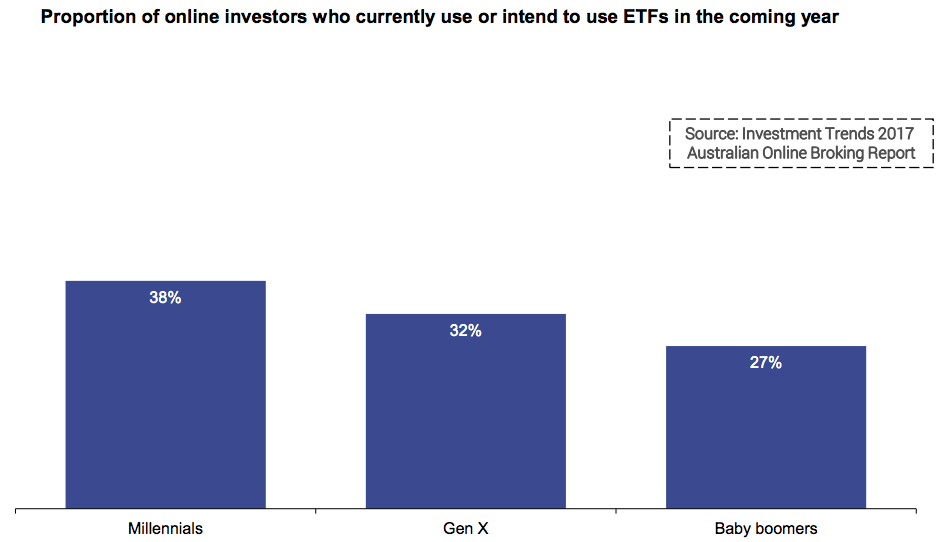 Proportion of online investors who currently use or intend to use ETFs in the coming year
Source: Investment Trends 2017
Australian Online Broking Report
38%
32%
27%
Millennials
Gen X
Baby boomers